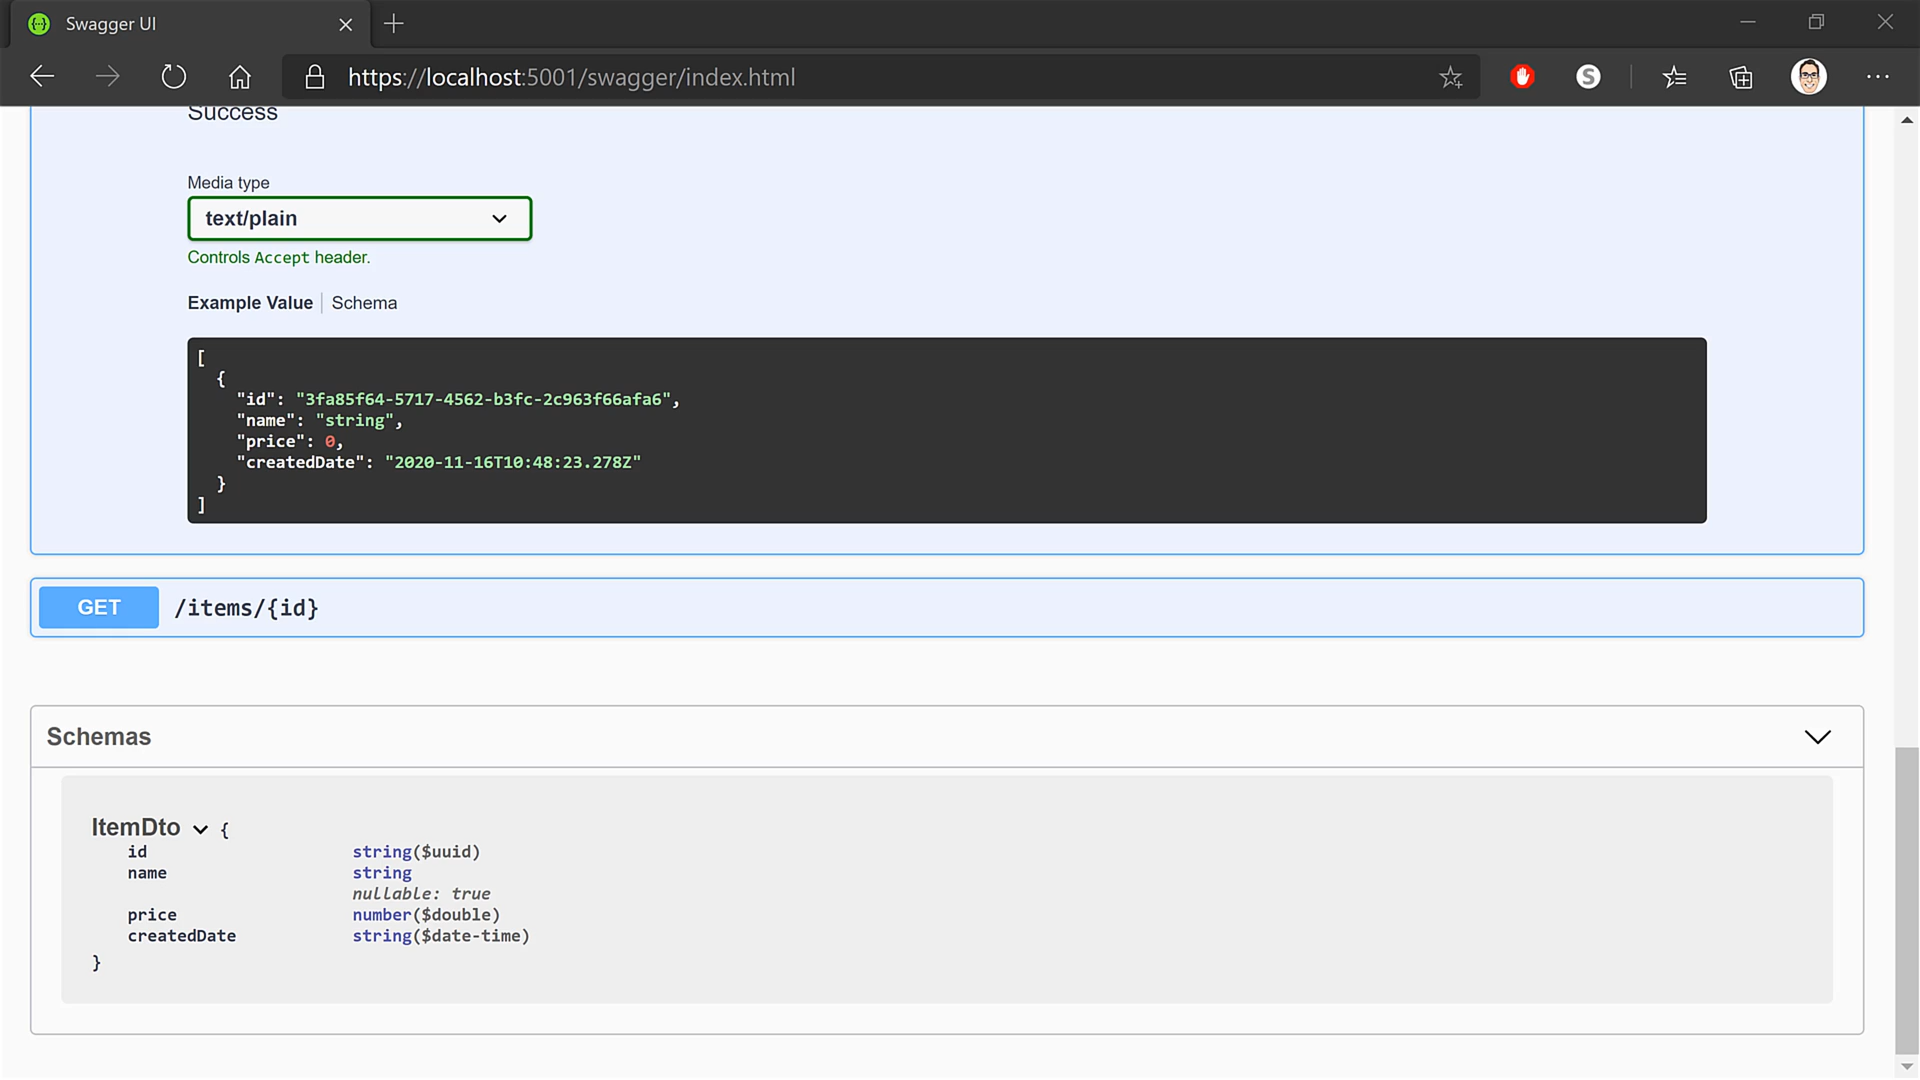 Swagger UI
https://localhost:5001/swagger/index.html
Success
Media type
text/plain
Controls Accept header.
Example Value
Schema
[
{
"id": "3fa85f64-5717-4562-b3fc-2c963f66afa6",
"name": "string",
"price": 0,
"createdDate": "2020-11-16T10:48:23.278Z"
}
]
GET /items/{id}
Schemas
ItemDto {
id string($uuid)
name string
nullable: true
price number($double)
createdDate string($date-time)
}